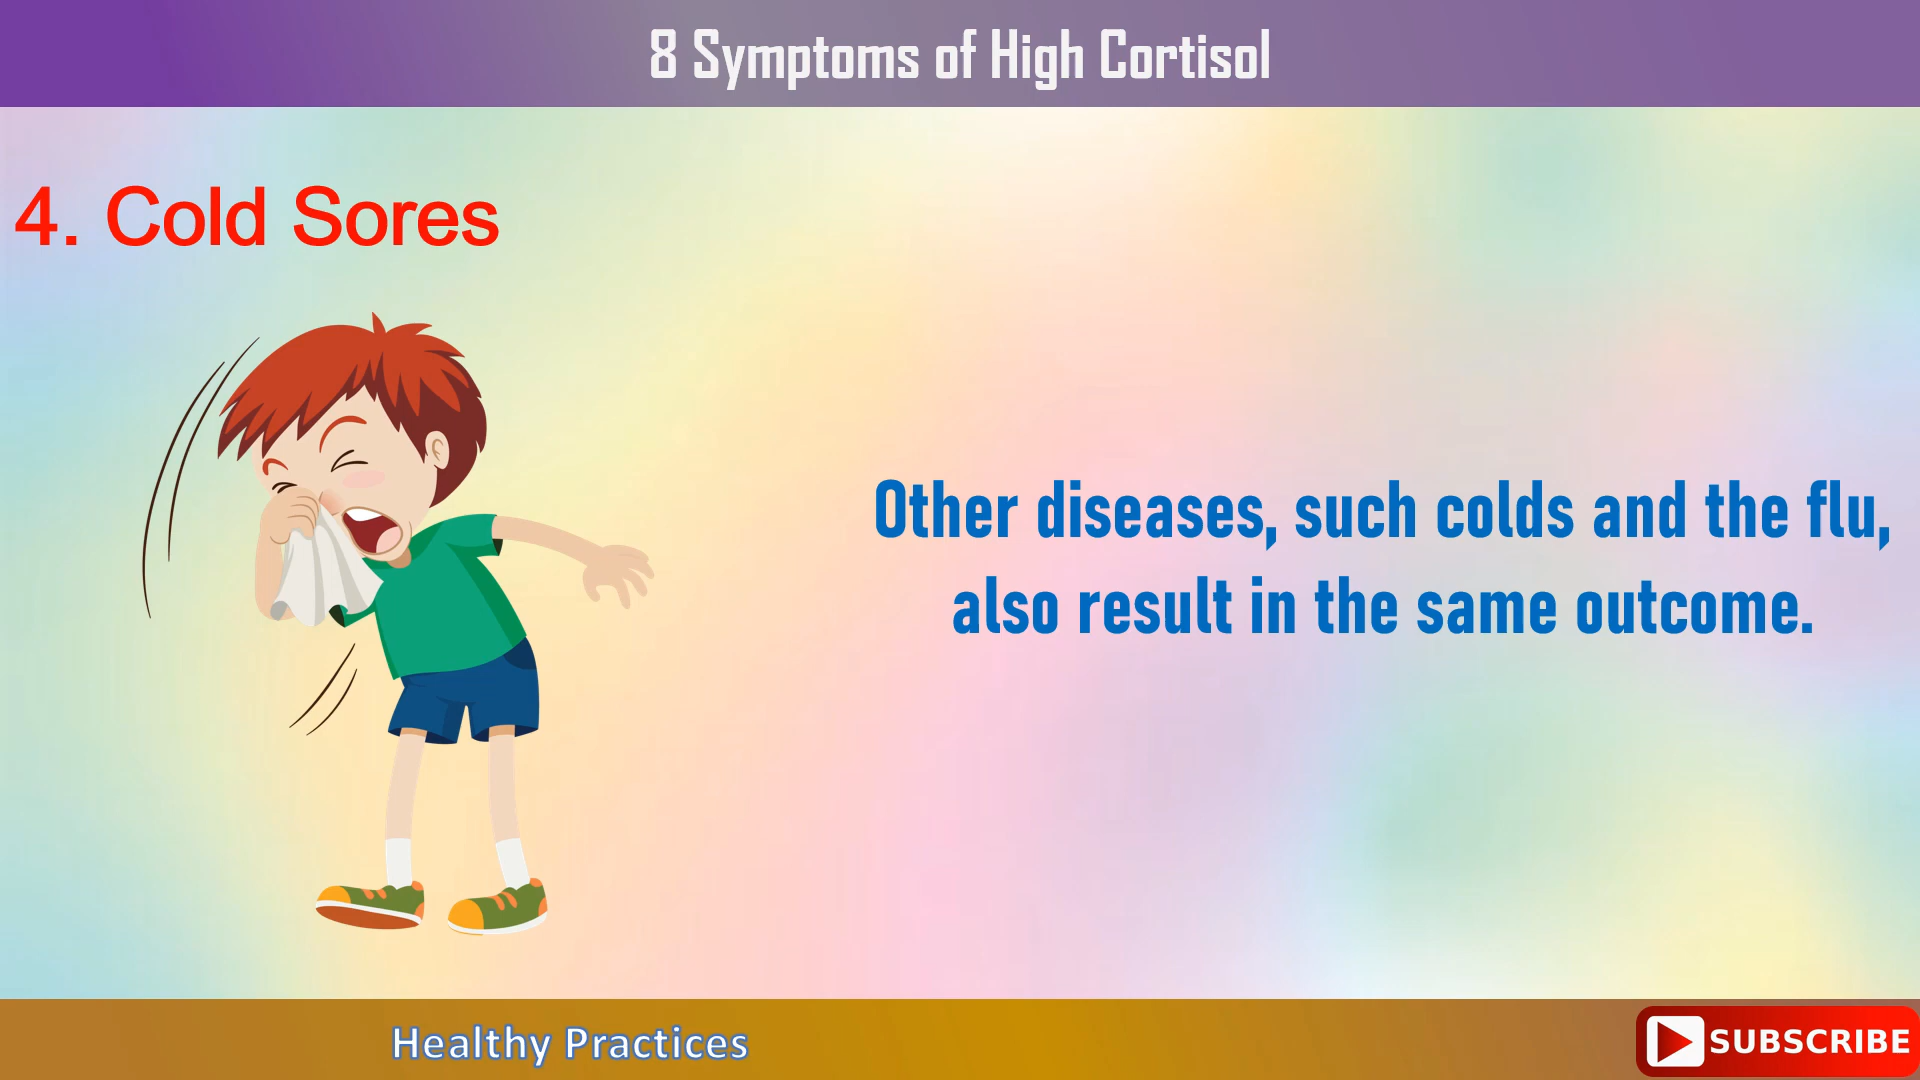 8 Symptoms of High Cortisol
4. Cold Sores
Other diseases, such colds and the flu,
also result in the same outcome.
Healthy Practices
SUBSCRIBE